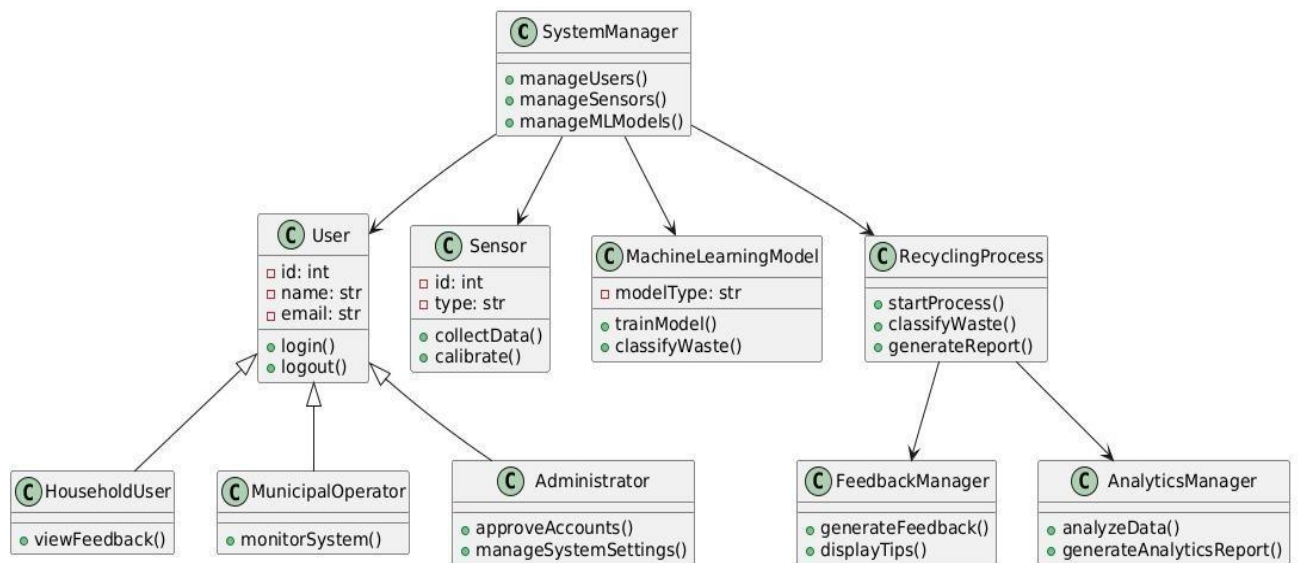 C SystemManager
manageUsers()
manageSensors()
manageMLModels()
C User
id: int
name: str
email: str
login()
logout()
C Sensor
id: int
type: str
collectData()
calibrate()
C MachineLearningModel
modelType: str
trainModel()
classifyWaste()
C RecyclingProcess
startProcess()
classifyWaste()
generateReport()
C HouseholdUser
viewFeedback()
C MunicipalOperator
monitorSystem()
C Administrator
approveAccounts()
manageSystemSettings()
C FeedbackManager
generateFeedback()
displayTips()
C AnalyticsManager
analyzeData()
generateAnalyticsReport()